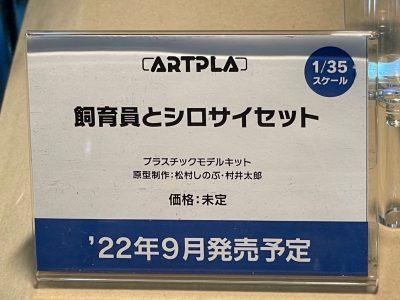 ARTPLA
1/35
スケール
飼育員とシロサイセット
プラスチックモデルキット
原型制作:松村しのぶ・村井太郎
価格:未定
’22年9月発売予定